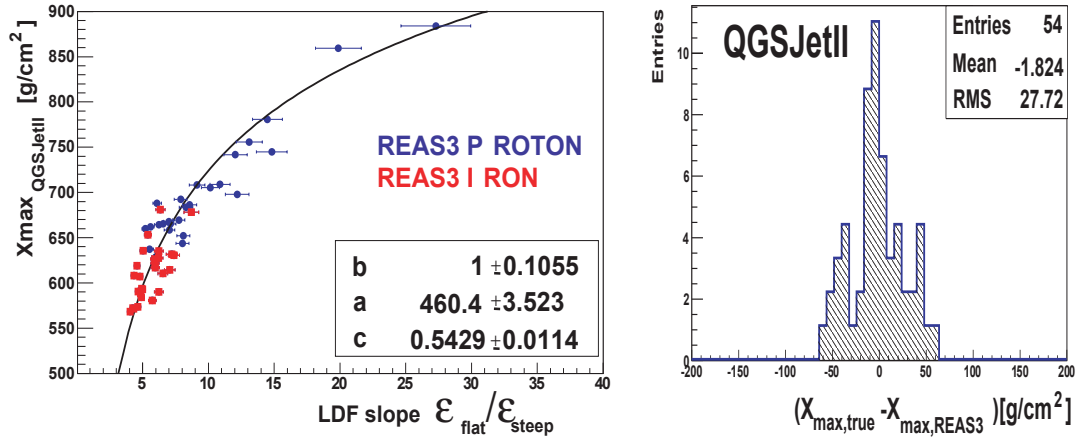 900
850
800
750
700
650
600
550
500
Xmax QGSJetII [g/cm²]
REAS3 P ROTON
REAS3 I RON
b 1 ±0.1055
a 460.4 ±3.523
c 0.5429 ±0.0114
5 10 15 20 25 30 35 40
LDF slope ε flat/ε steep
QGSJetII
Entries 54
Mean -1.824
RMS 27.72
Entries
10
8
6
4
2
0
-200 -150 -100 -50 0 50 100 150 200
(X max,true -X max,REAS3 )[g/cm²]